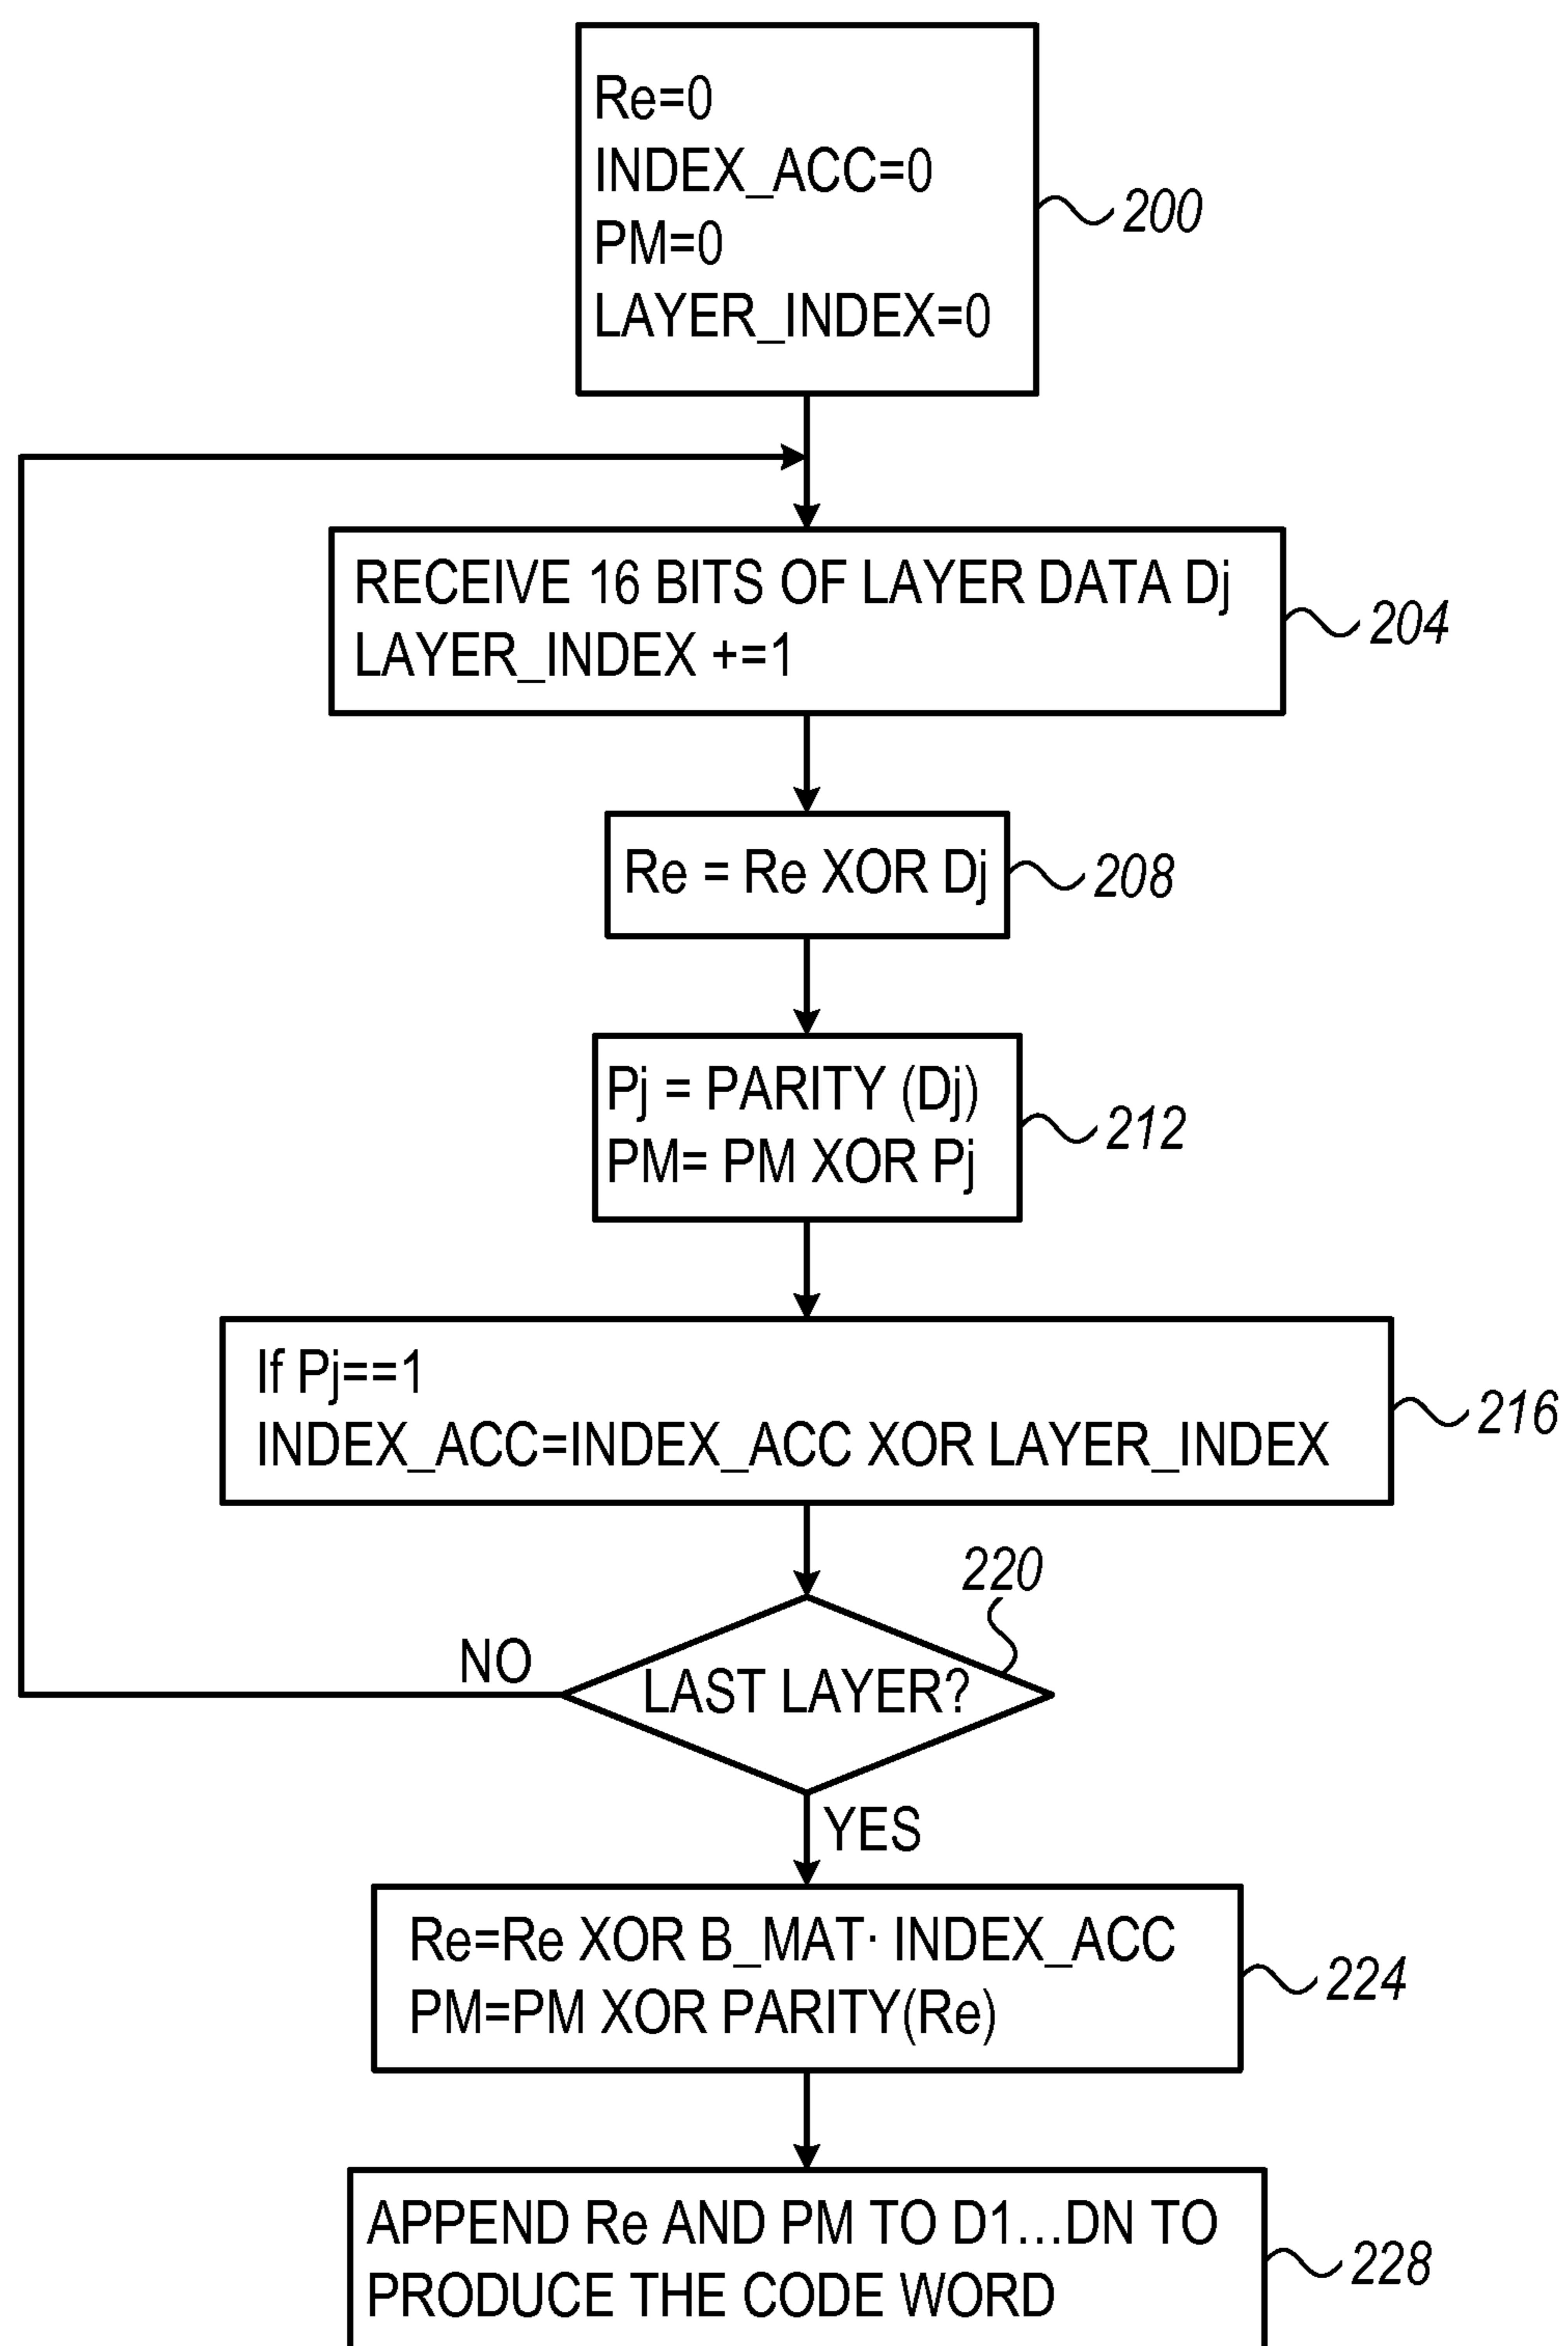 Re=0
INDEX_ACC=0
PM=0
LAYER_INDEX=0
200
RECEIVE 16 BITS OF LAYER DATA Dj
LAYER_INDEX +=1
204
Re = Re XOR Dj
208
Pj = PARITY (Dj)
PM= PM XOR Pj
212
If Pj==1
INDEX_ACC=INDEX_ACC XOR LAYER_INDEX
216
220
NO
LAST LAYER?
YES
Re=Re XOR B_MAT· INDEX_ACC
PM=PM XOR PARITY(Re)
224
APPEND Re AND PM TO D1...DN TO
PRODUCE THE CODE WORD
228